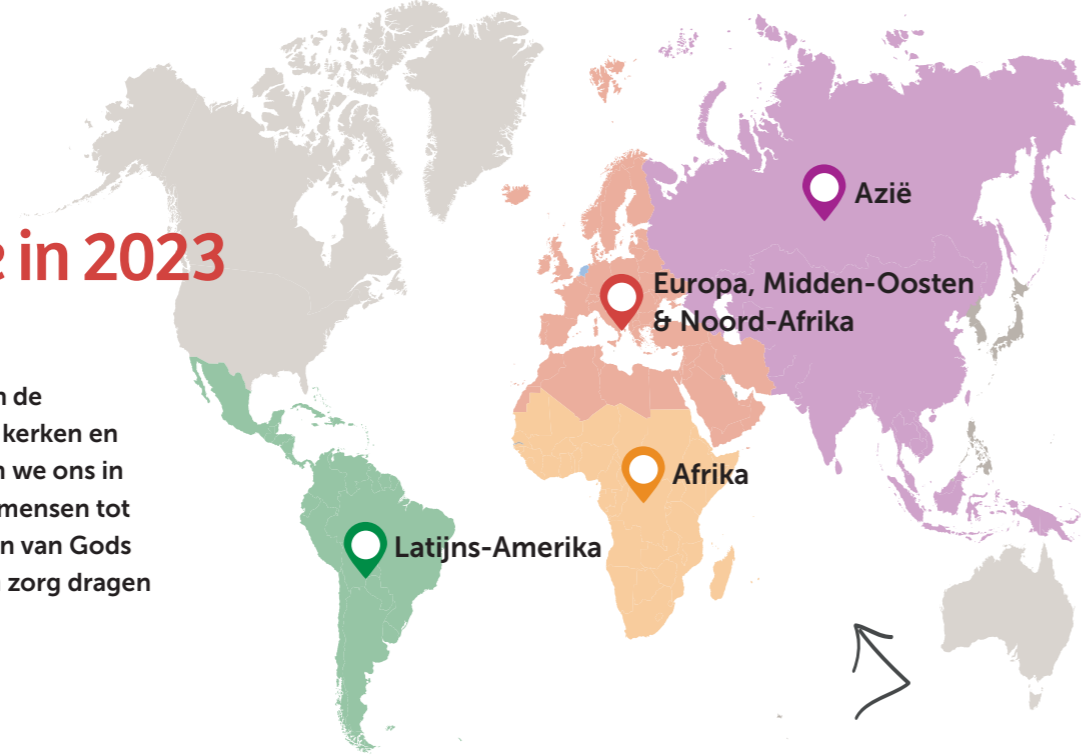 e in 2023
n de
kerken en
n we ons in
mensen tot
n van Gods
zorg dragen
Azië
Europa, Midden-Oosten
& Noord-Afrika
Afrika
Latijns-Amerika